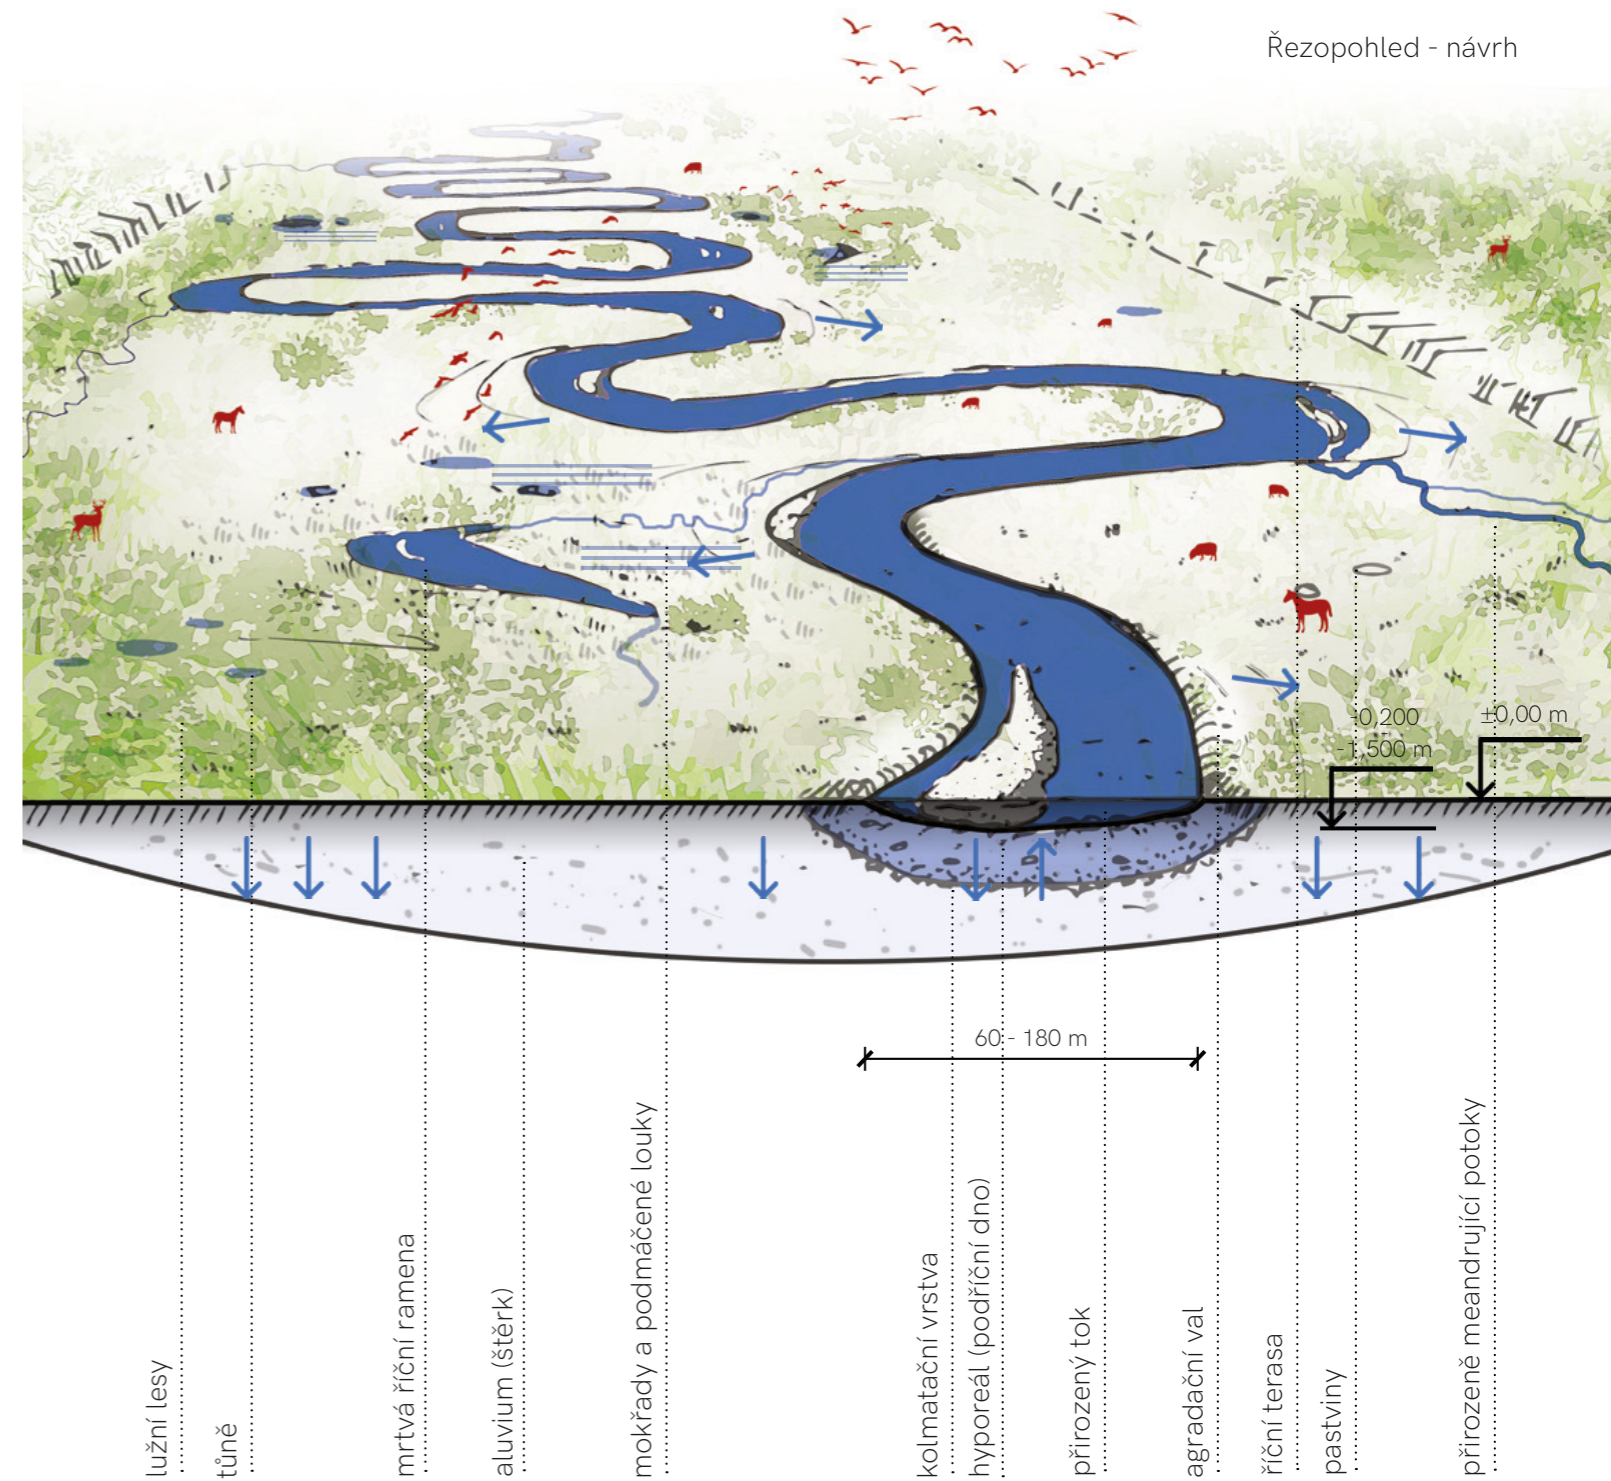 Řezopohled - návrh
-0,200
-1,500 m
±0,00 m
60 - 180 m
lužní lesy
tůně
mrtvá říční ramena
aluvium (štěrk)
mokřady a podmáčené louky
kolmatační vrstva
hyporeál (podříční dno)
přirozený tok
agradační val
říční terasa
pastviny
přirozeně meandrující potoky